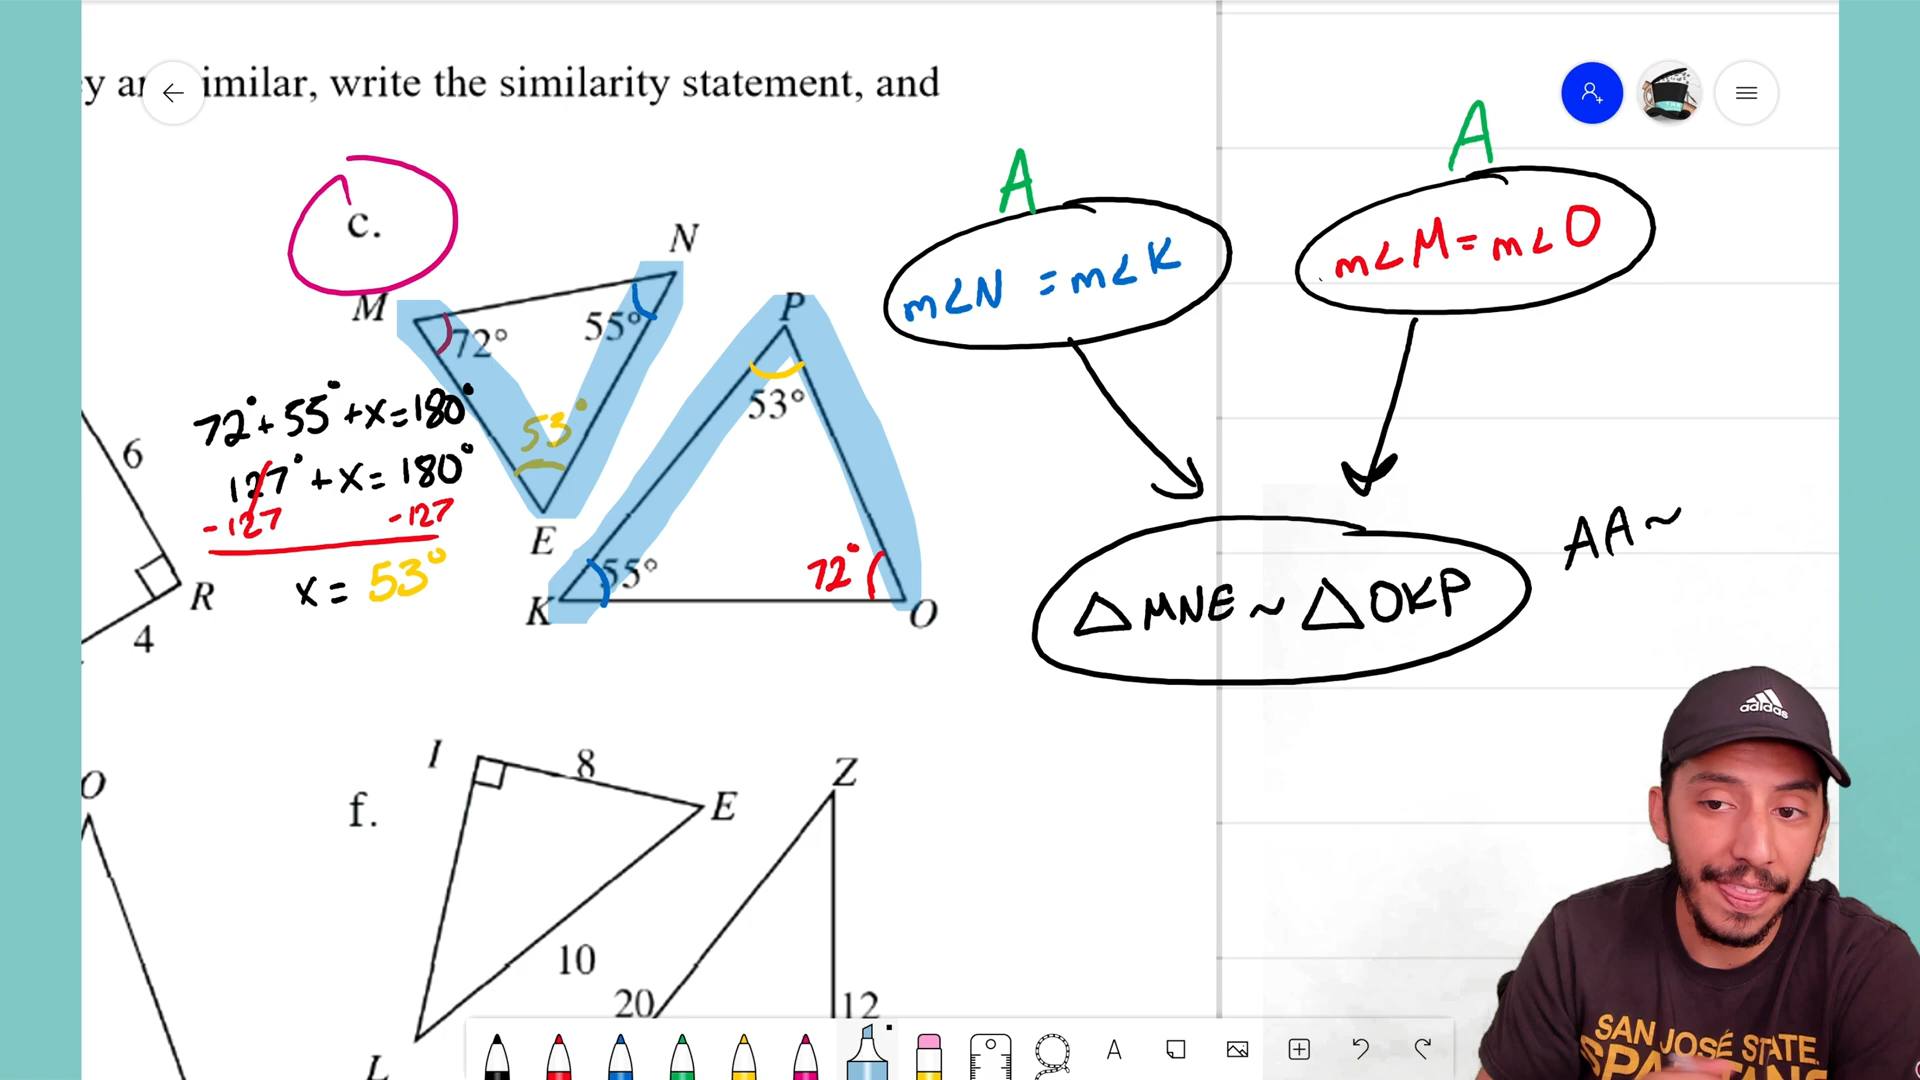 y ar imilar, write the similarity statement, and
c.
A
A
m∠N = m∠K
m∠M = m∠O
N
M
72°
55°
P
53°
53°
72° + 55° + x = 180°
127° + x = 180°
-127 -127
x = 53°
E
K
55°
72°
O
6
R
4
△MNE ~ △OKP
AA~
O
f.
I
8
E
Z
10
20
12
L
A
adidas
SAN JOSÉ STATE